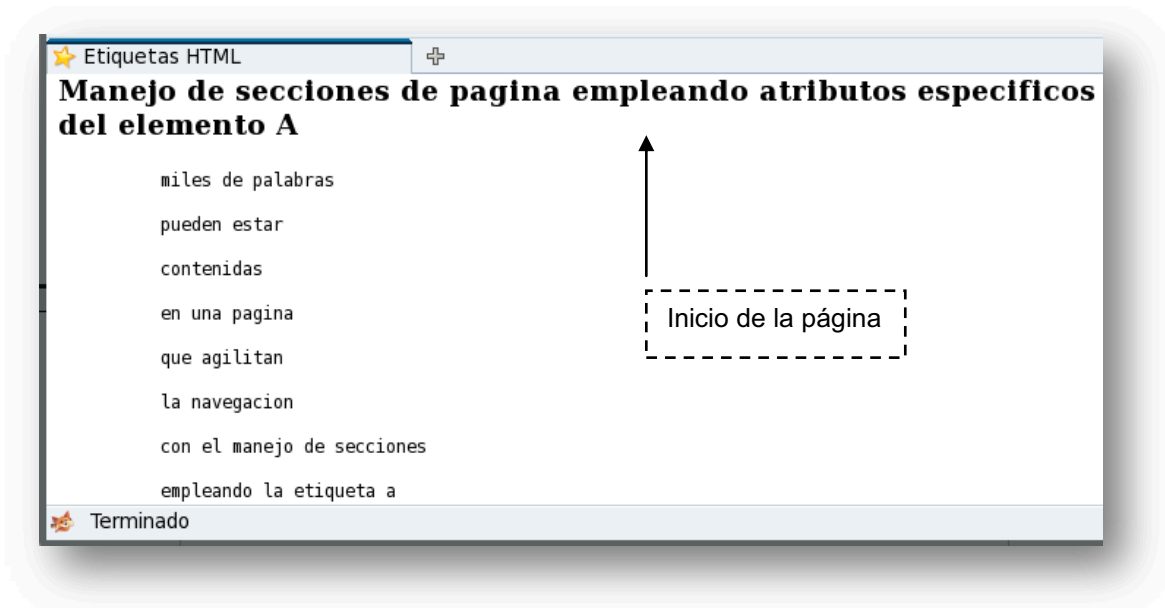 Etiquetas HTML
Manejo de secciones de pagina empleando atributos especificos
del elemento A
miles de palabras
pueden estar
contenidas
en una pagina
Inicio de la página
que agilitan
la navegacion
con el manejo de secciones
empleando la etiqueta a
Terminado